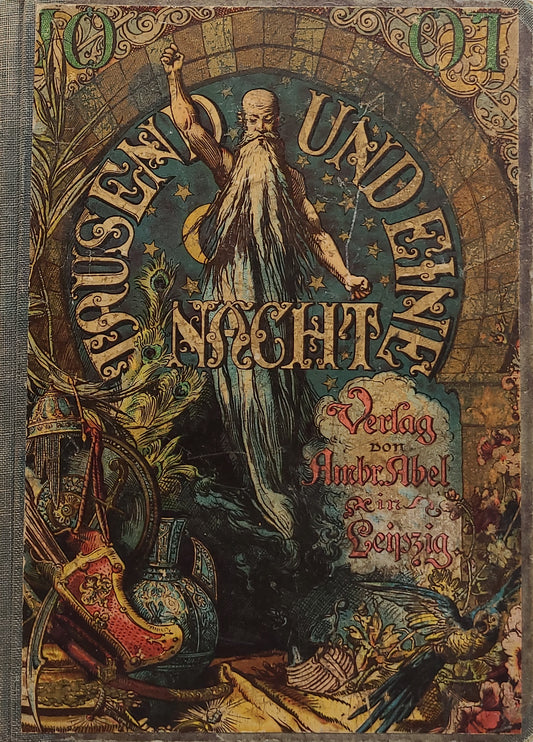 10 01
TAUSEND UND EINE
NACHT
Verlag
von
Ambr. Abel
in
Leipzig.